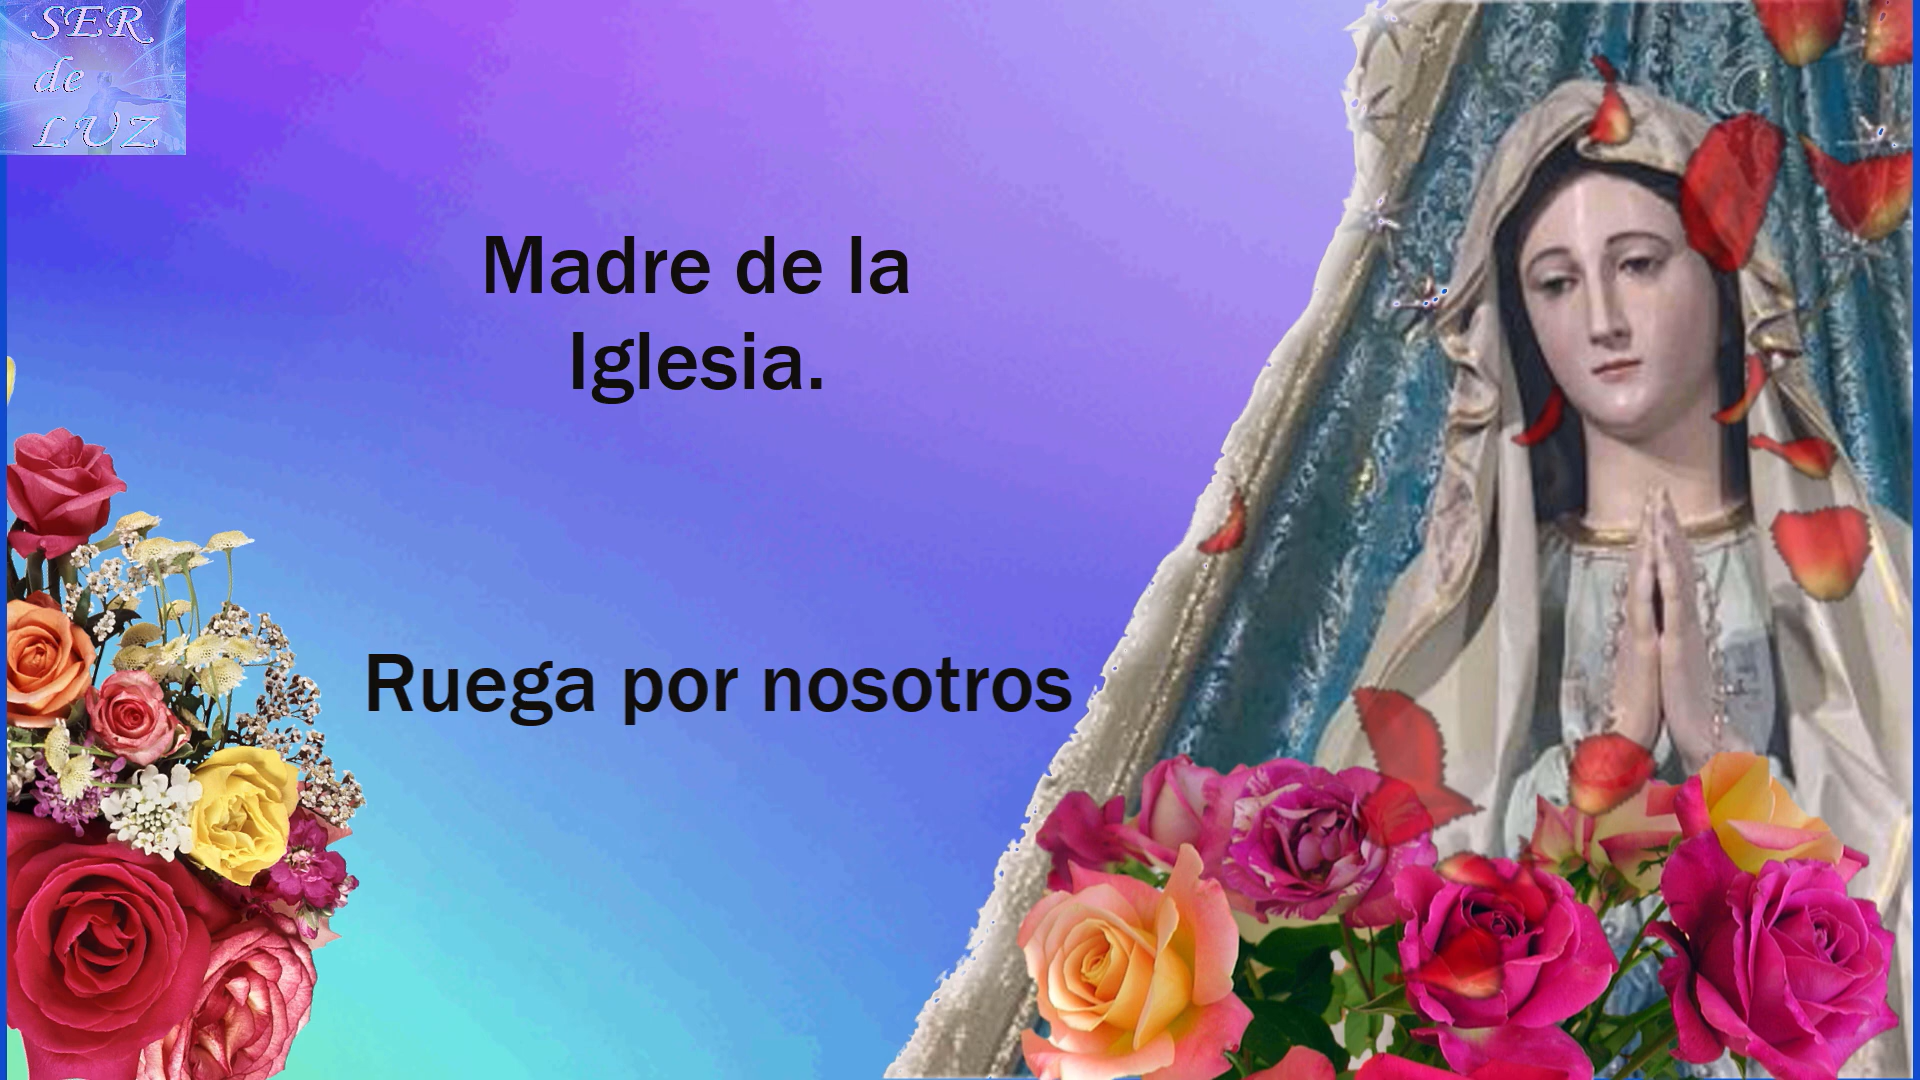 SER
de
LUZ
Madre de la
Iglesia.
Ruega por nosotros